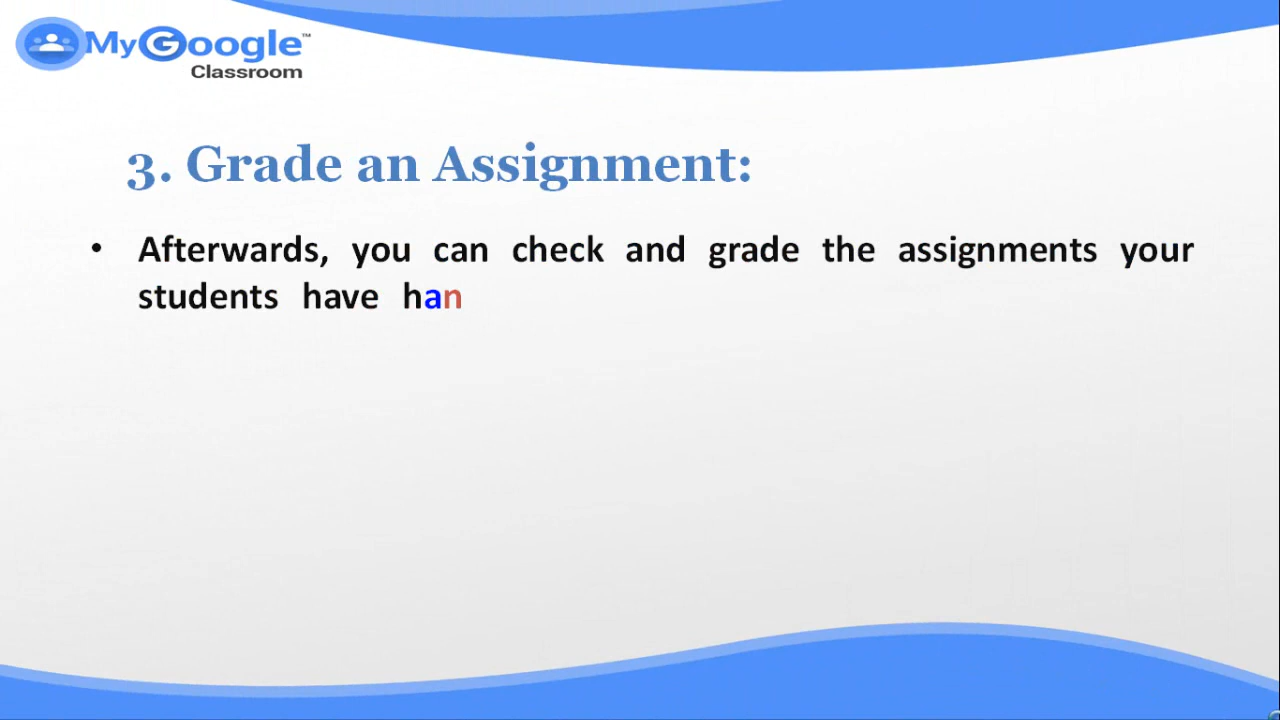 MyGoogle™
Classroom
3. Grade an Assignment:
• Afterwards, you can check and grade the assignments your
students have han